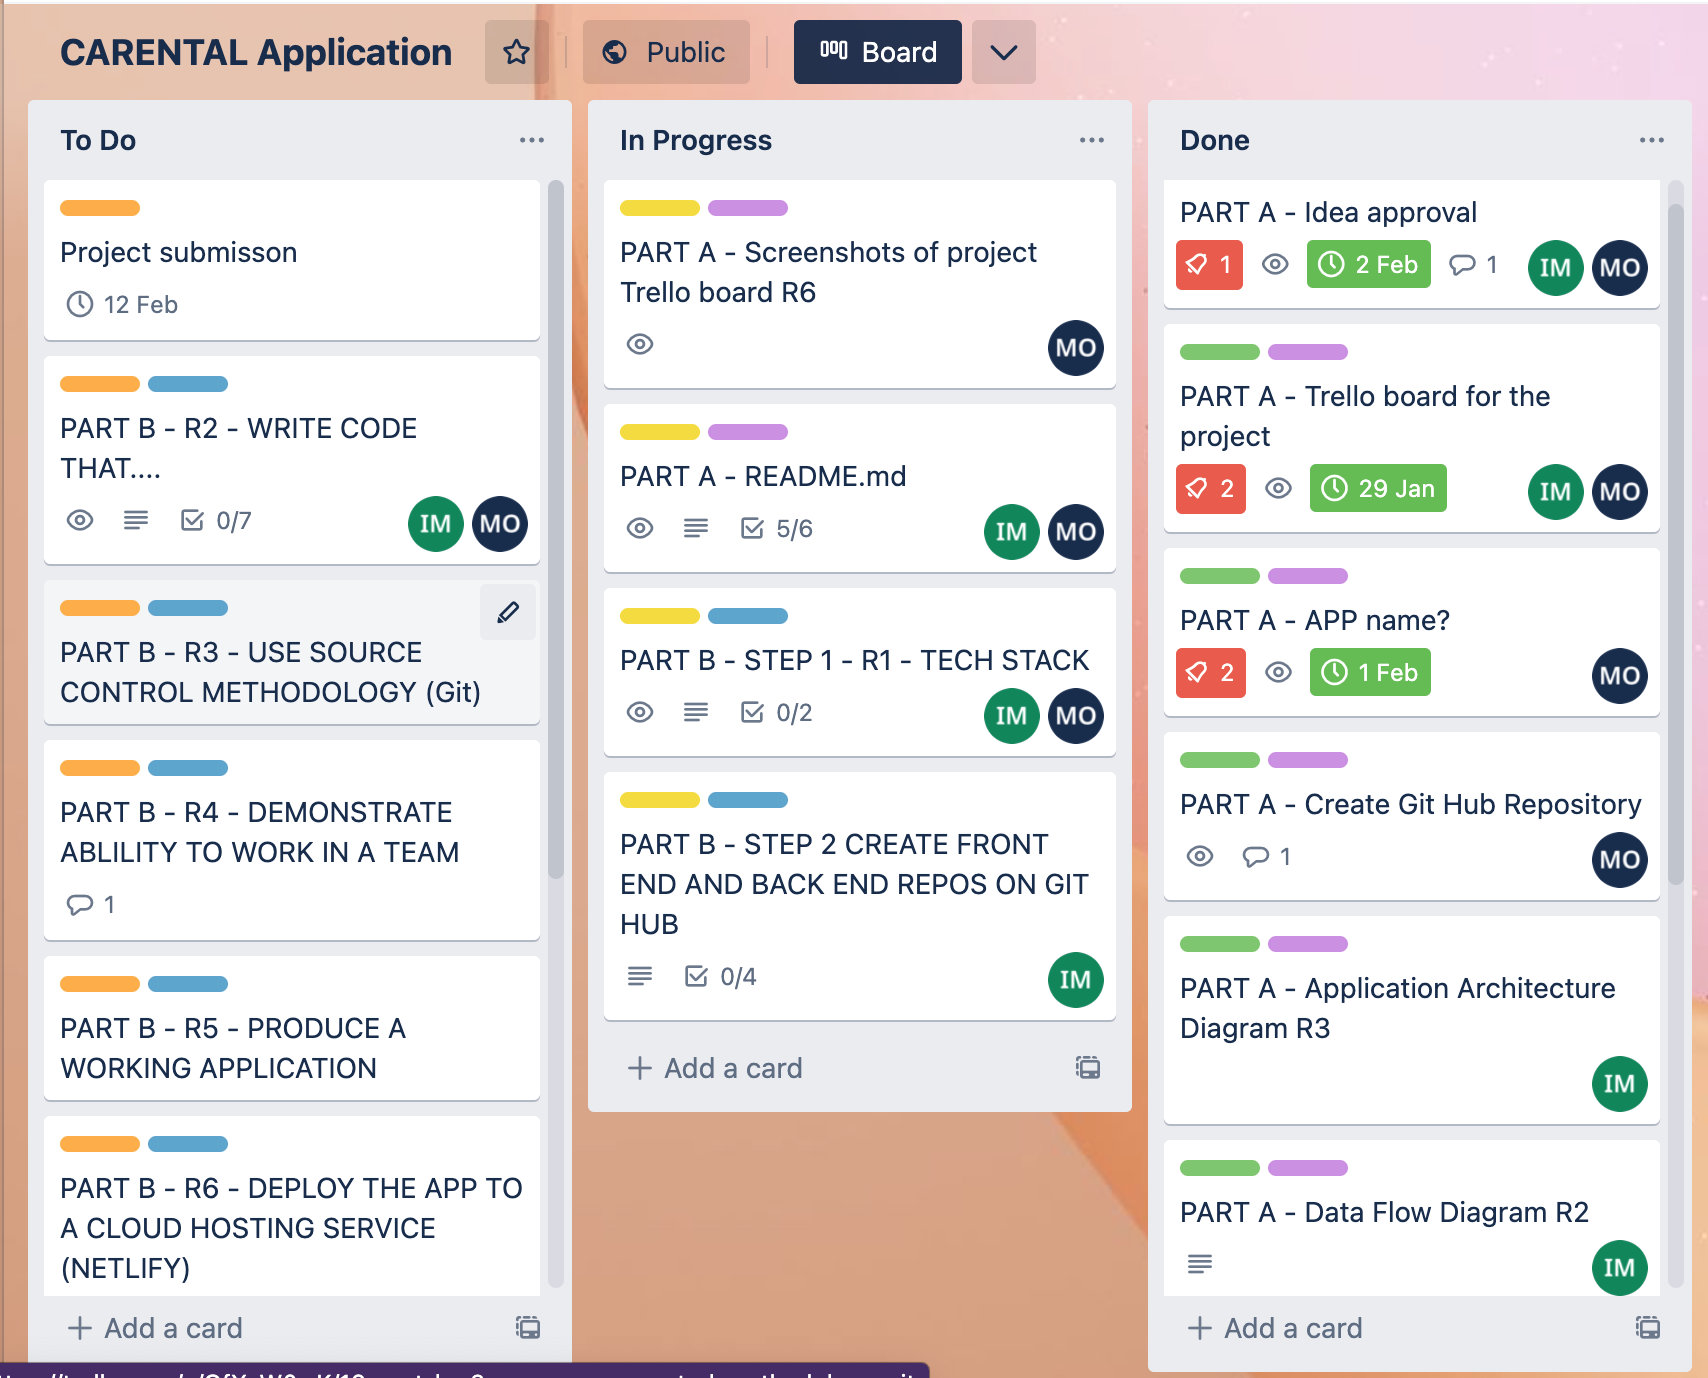 CARENTAL Application
Public
Board
To Do
Project submisson
12 Feb
PART B - R2 - WRITE CODE
THAT....
0/7
IM MO
PART B - R3 - USE SOURCE
CONTROL METHODOLOGY (Git)
PART B - R4 - DEMONSTRATE
ABLILITY TO WORK IN A TEAM
1
PART B - R5 - PRODUCE A
WORKING APPLICATION
PART B - R6 - DEPLOY THE APP TO
A CLOUD HOSTING SERVICE
(NETLIFY)
Add a card
In Progress
PART A - Screenshots of project
Trello board R6
MO
PART A - README.md
5/6
IM MO
PART B - STEP 1 - R1 - TECH STACK
0/2
IM MO
PART B - STEP 2 CREATE FRONT
END AND BACK END REPOS ON GIT
HUB
0/4
IM
Add a card
Done
PART A - Idea approval
1 2 Feb 1 IM MO
PART A - Trello board for the
project
2 29 Jan IM MO
PART A - APP name?
2 1 Feb MO
PART A - Create Git Hub Repository
1 MO
PART A - Application Architecture
Diagram R3
IM
PART A - Data Flow Diagram R2
IM
Add a card